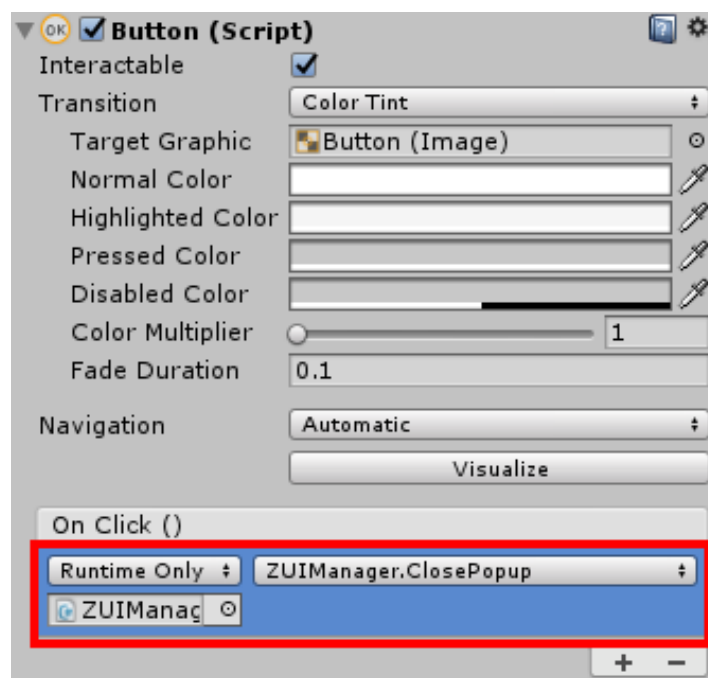 OK Button (Script)
Interactable
Transition Color Tint
Target Graphic Button (Image)
Normal Color
Highlighted Color
Pressed Color
Disabled Color
Color Multiplier 1
Fade Duration 0.1
Navigation Automatic
Visualize
On Click ()
Runtime Only ZUIManager.ClosePopup
ZUIManag
+ −